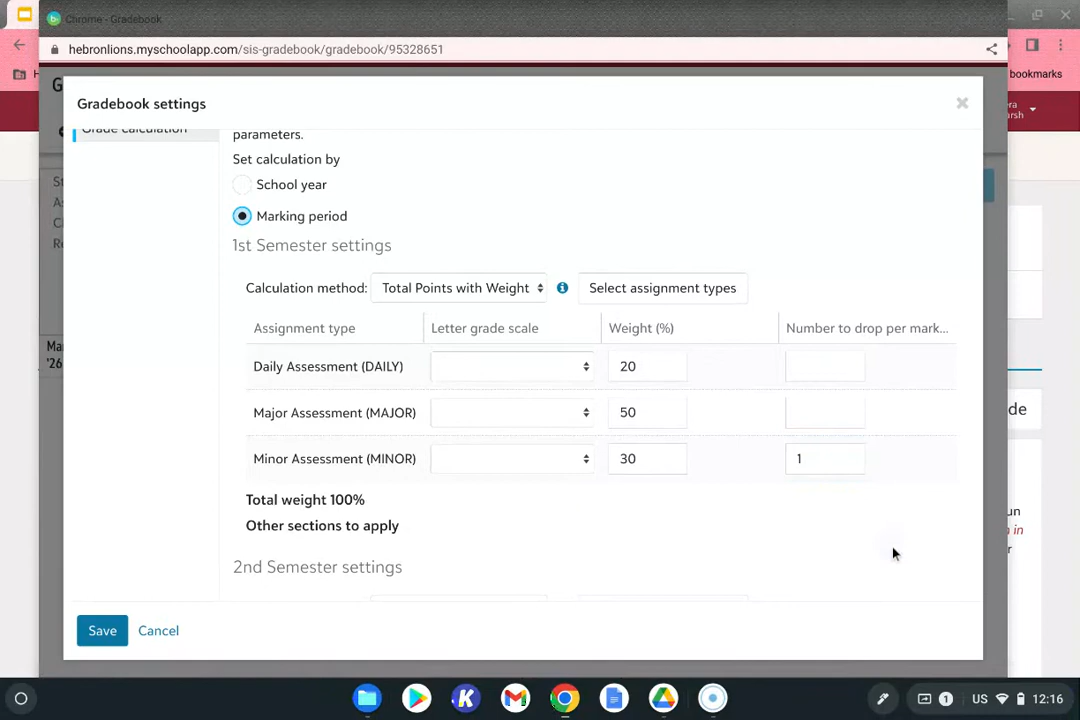 Chrome - Gradebook
hebronlions.myschoolapp.com/sis-gradebook/gradebook/95328651
bookmarks
Gradebook settings
Grade calculation
parameters.
Set calculation by
School year
Marking period
1st Semester settings
Calculation method: Total Points with Weight Select assignment types
Assignment type Letter grade scale Weight (%) Number to drop per mark...
Daily Assessment (DAILY) 20
Major Assessment (MAJOR) 50
Minor Assessment (MINOR) 30 1
Total weight 100%
Other sections to apply
2nd Semester settings
Save Cancel
US 12:16